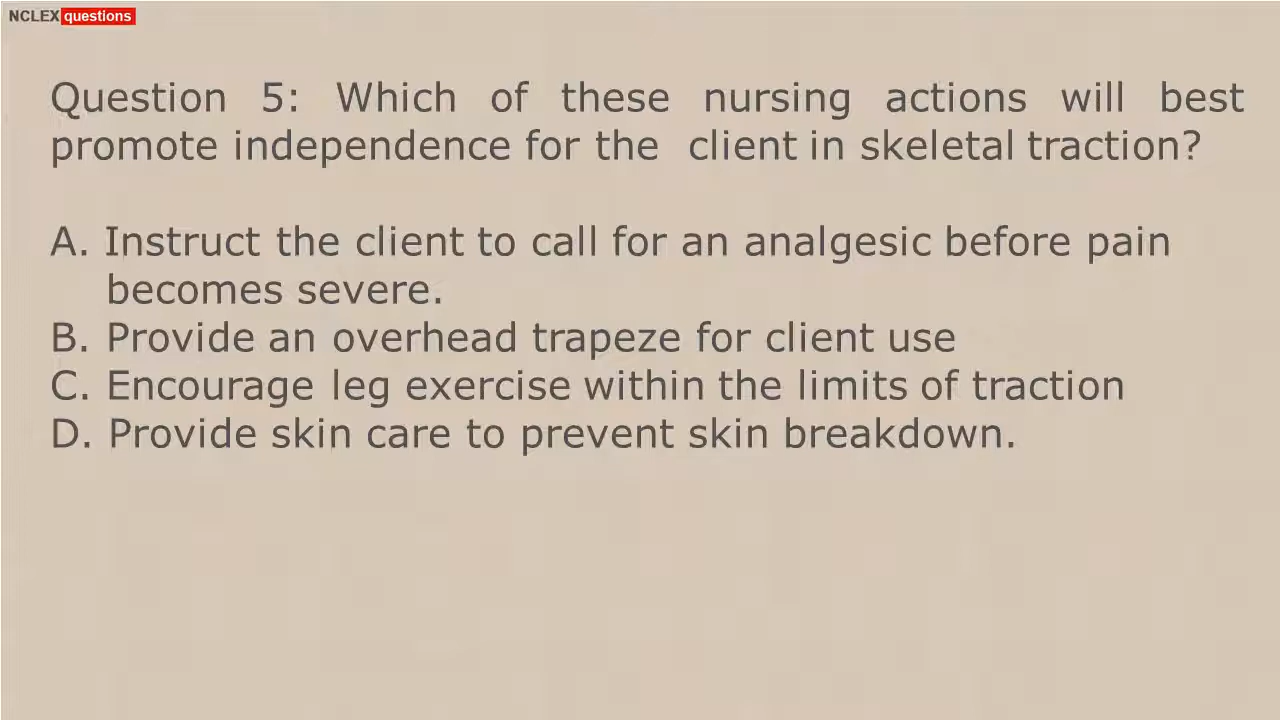 NCLEX questions
Question 5: Which of these nursing actions will best
promote independence for the client in skeletal traction?
A. Instruct the client to call for an analgesic before pain
becomes severe.
B. Provide an overhead trapeze for client use
C. Encourage leg exercise within the limits of traction
D. Provide skin care to prevent skin breakdown.